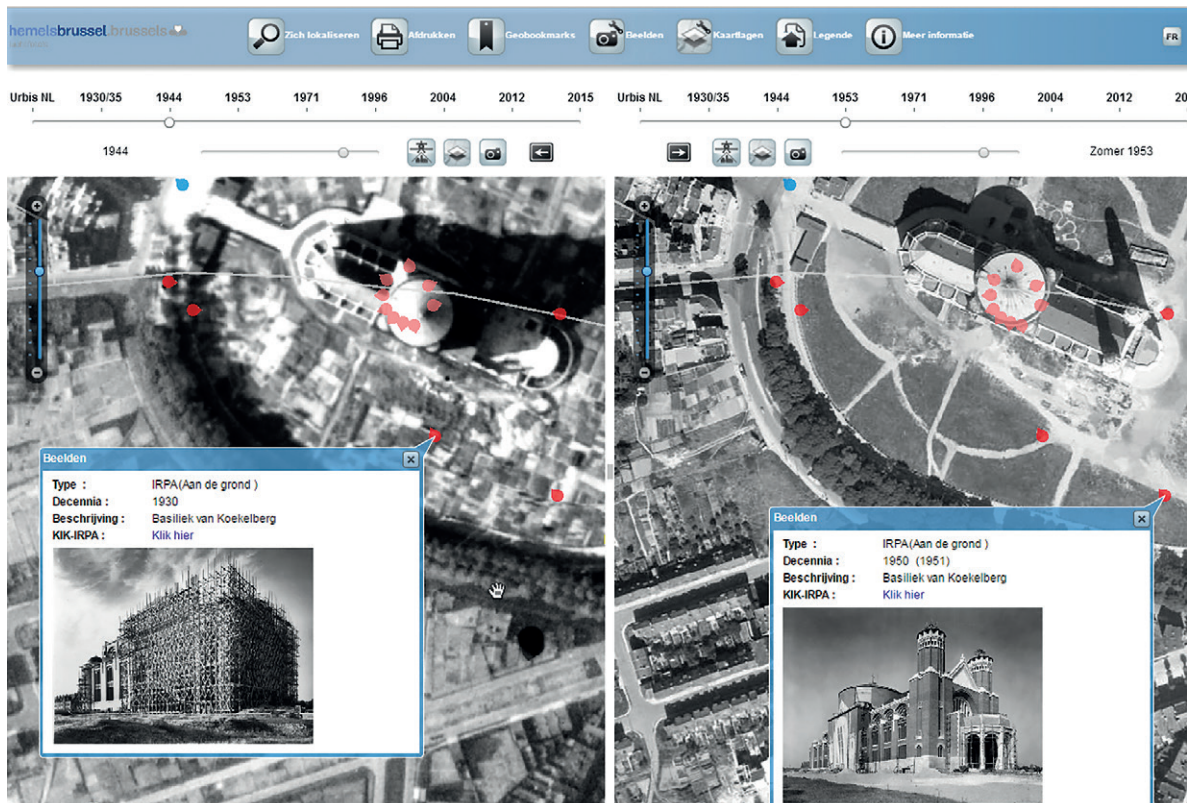 hemelsbrussel.brussels
Zich lokaliseren
Afdrukken
Geobookmarks
Beelden
Kaartlagen
Legende
Meer informatie
FR
Urbis NL 1930/35 1944 1953 1971 1996 2004 2012 2015
1944
Urbis NL 1930/35 1944 1953 1971 1996 2004 2012 20
Zomer 1953
Beelden
Type : IRPA(Aan de grond )
Decennia : 1930
Beschrijving : Basiliek van Koekelberg
KIK-IRPA : Klik hier
Beelden
Type : IRPA(Aan de grond )
Decennia : 1950 (1951)
Beschrijving : Basiliek van Koekelberg
KIK-IRPA : Klik hier